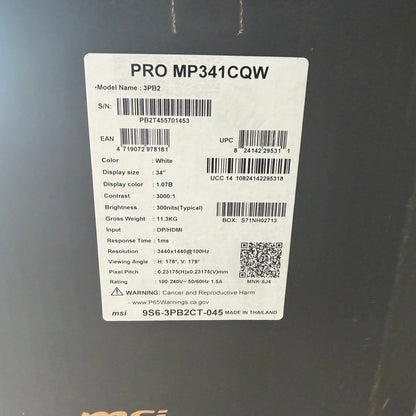 PRO MP341CQW
•Model Name : 3PB2
S/N:
PB2T455701453
EAN
4 719072 978181
UPC
8 24142 29531 1
Color : White
UCC 14 10824142295318
Display size : 34"
Display color : 1.07B
Contrast : 3000:1
Brightness : 300nits(Typical)
Gross Weight : 11.3KG
BOX: S71NH02713
Input : DP/HDMI
Response Time : 1ms
Resolution : 3440x1440@100Hz
Viewing Angle : H: 178°, V: 178°
Pixel Pitch : 0.23175(H)x0.23175(V)mm
Rating : 100-240V~ 50/60Hz 1.5A
MNK-6J4
WARNING: Cancer and Reproductive Harm
- www.P65Warnings.ca.gov
msi 9S6-3PB2CT-045 MADE IN THAILAND
msi